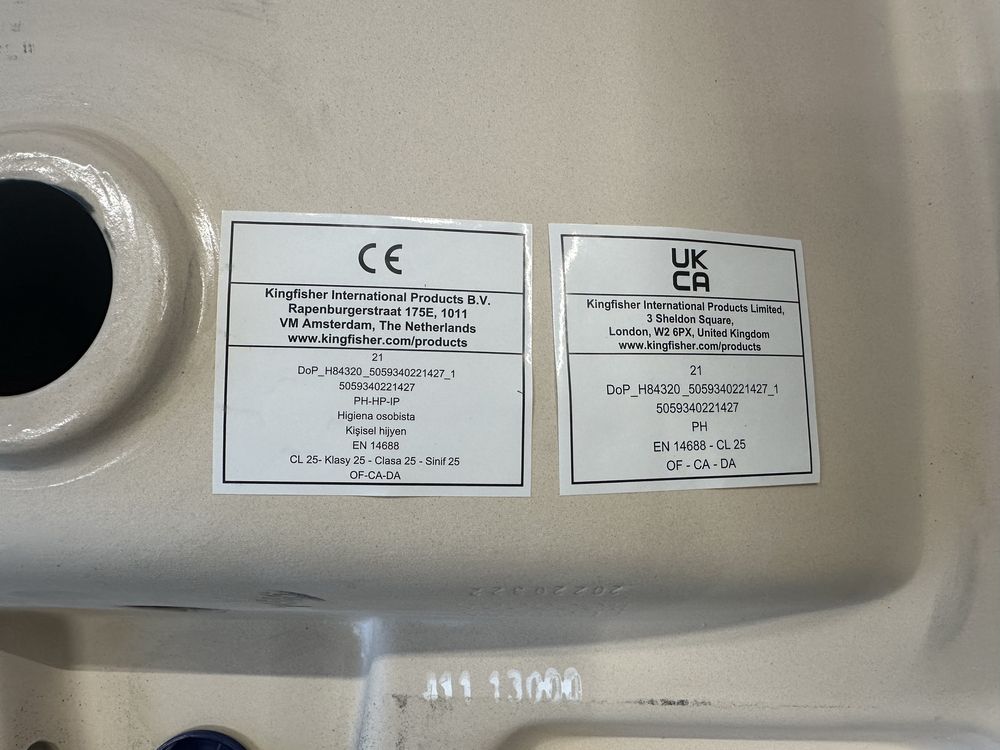 CE
Kingfisher International Products B.V.
Rapenburgerstraat 175E, 1011
VM Amsterdam, The Netherlands
www.kingfisher.com/products
21
DoP_H84320_5059340221427_1
5059340221427
PH-HP-IP
Higiena osobista
Kişisel hijyen
EN 14688
CL 25- Klasy 25 - Clasa 25 - Sinif 25
OF-CA-DA
UK
CA
Kingfisher International Products Limited,
3 Sheldon Square,
London, W2 6PX, United Kingdom
www.kingfisher.com/products
21
DoP_H84320_5059340221427_1
5059340221427
PH
EN 14688 - CL 25
OF - CA - DA
20220322